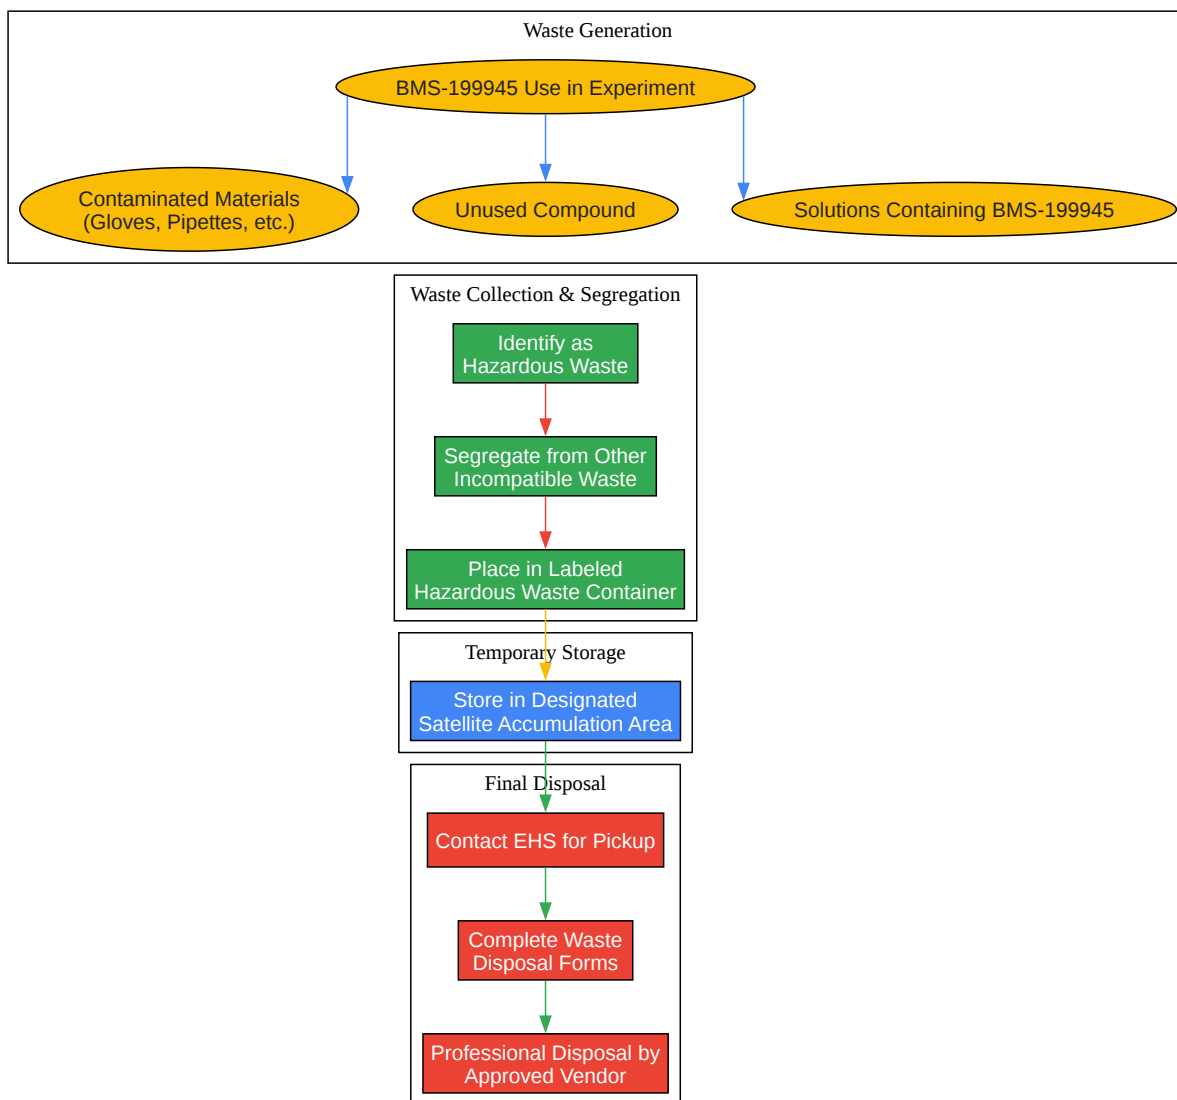 Waste Generation
BMS-199945 Use in Experiment
Contaminated Materials
(Gloves, Pipettes, etc.)
Unused Compound
Solutions Containing BMS-199945
Waste Collection & Segregation
Identify as
Hazardous Waste
Segregate from Other
Incompatible Waste
Place in Labeled
Hazardous Waste Container
Temporary Storage
Store in Designated
Satellite Accumulation Area
Final Disposal
Contact EHS for Pickup
Complete Waste
Disposal Forms
Professional Disposal by
Approved Vendor